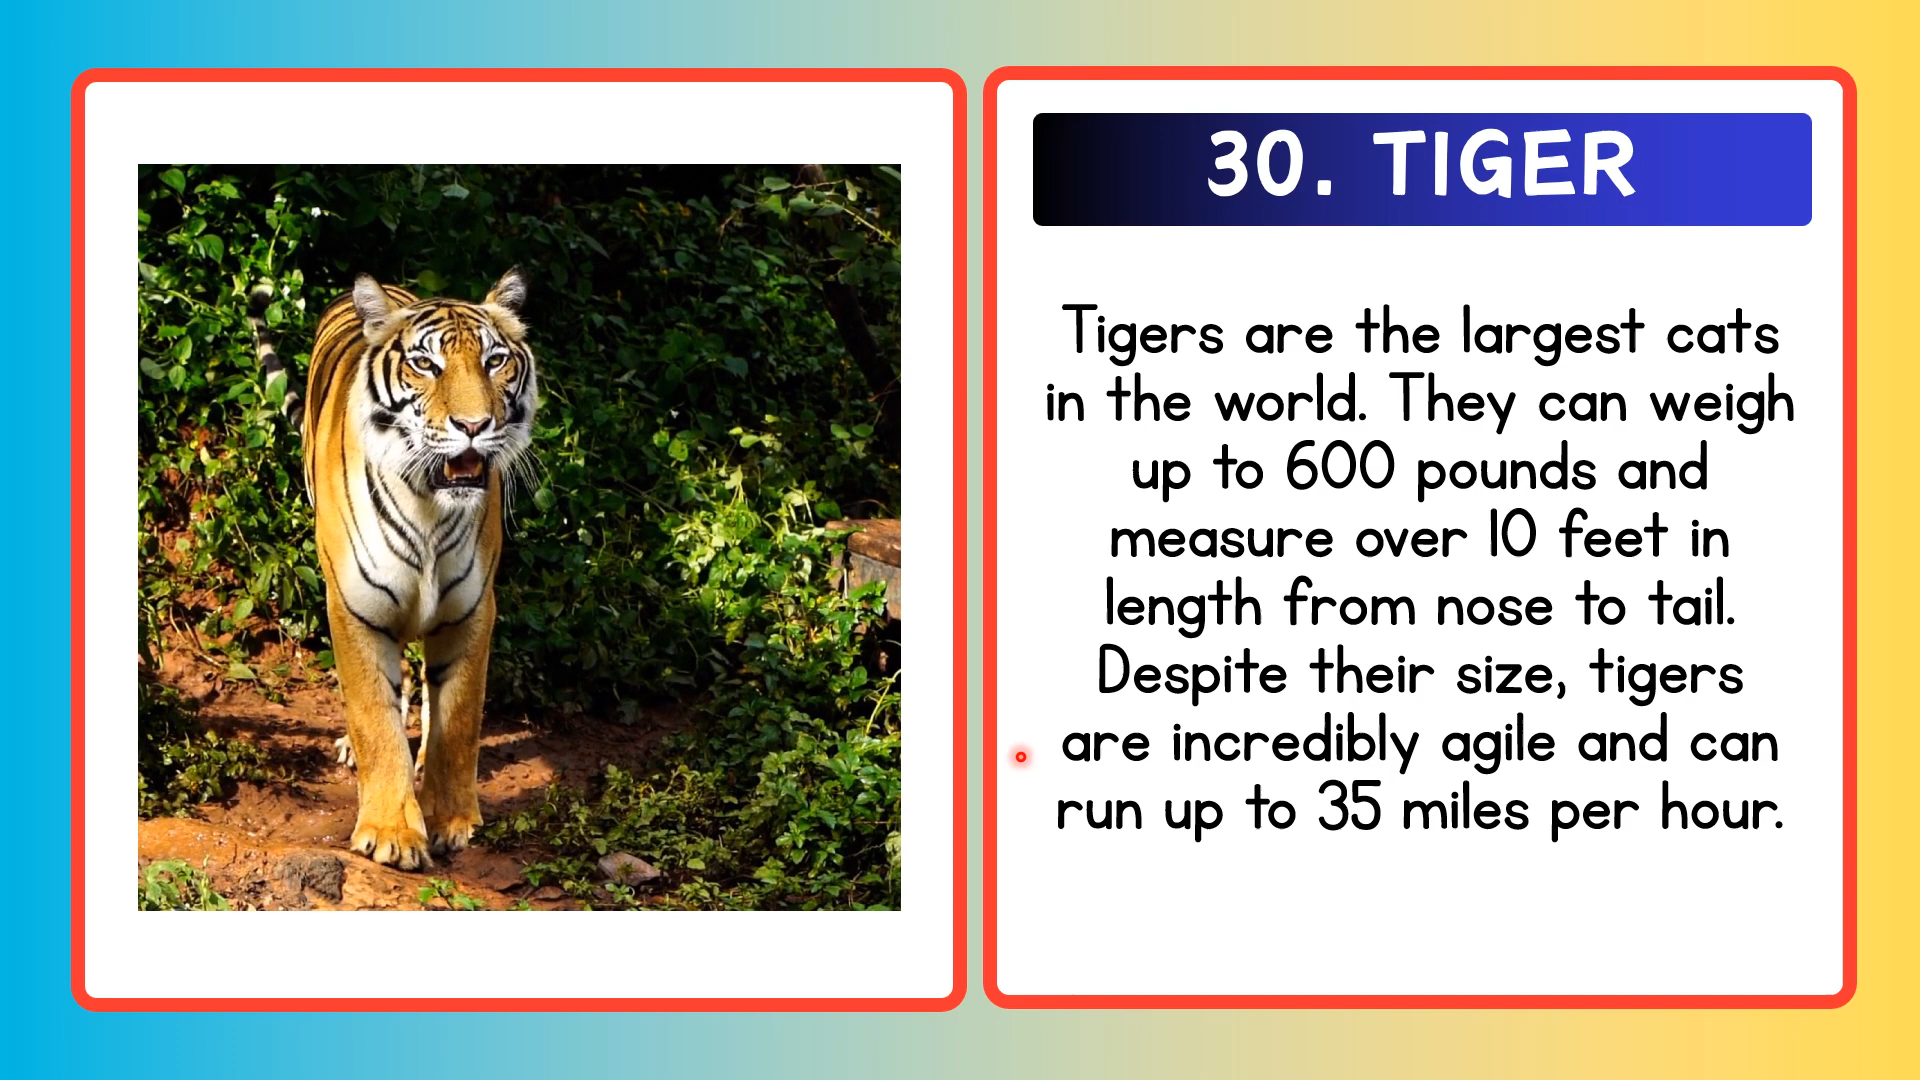 30. TIGER
Tigers are the largest cats
in the world. They can weigh
up to 600 pounds and
measure over 10 feet in
length from nose to tail.
Despite their size, tigers
are incredibly agile and can
run up to 35 miles per hour.